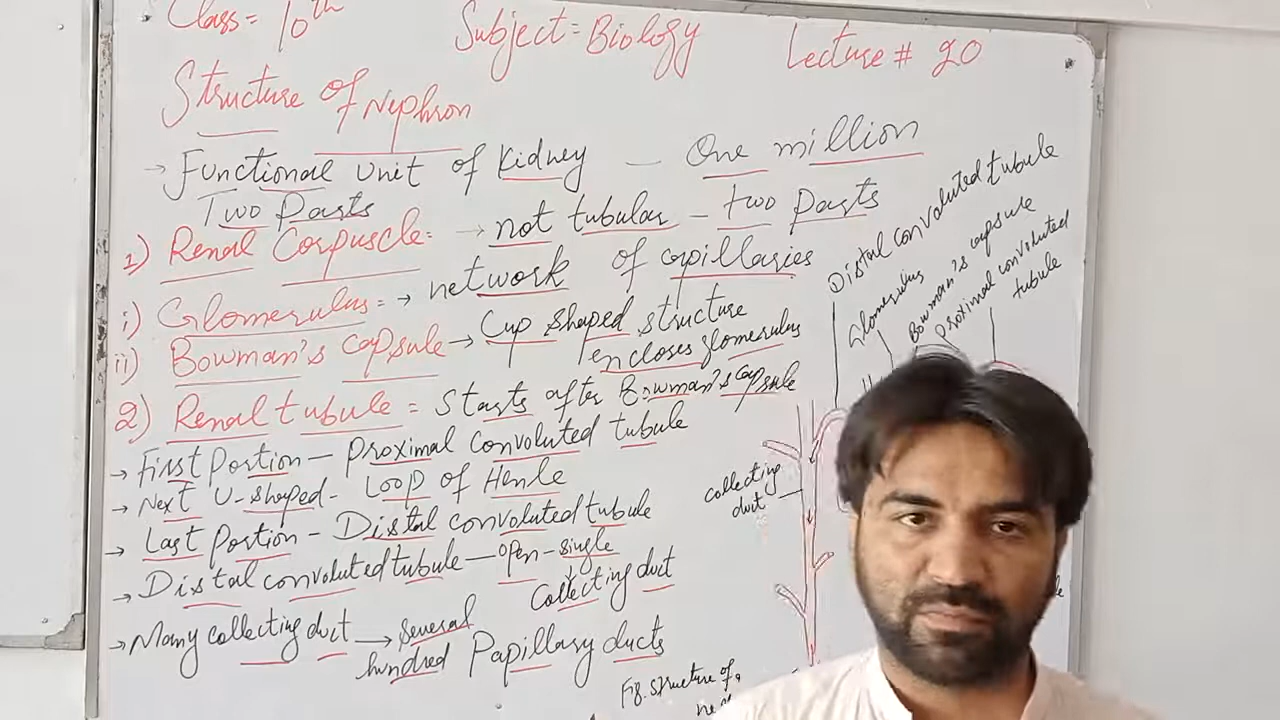 Class= 10th Subject=Biology Lecture# 20
Structure of Nephron
→ Functional unit of kidney — One million
Two Parts
1) Renal Corpuscle= → not tubular - two parts
i) Glomerulus= → network of capillaries
ii) Bowman's capsule → Cup shaped structure
encloses glomerulus
2) Renal tubule = Starts after Bowman's capsule
→ First Portion — Proximal convoluted tubule
→ Next U-shaped - Loop of Henle
→ Last Portion - Distal convoluted tubule
→ Distal convoluted tubule — open - single
Collecting duct
→ Many collecting duct → Several
hundred Papillary ducts
Distal convoluted tubule
Glomerulus
Bowman's capsule
Proximal convoluted
tubule
collecting
duct
Fig. structure of